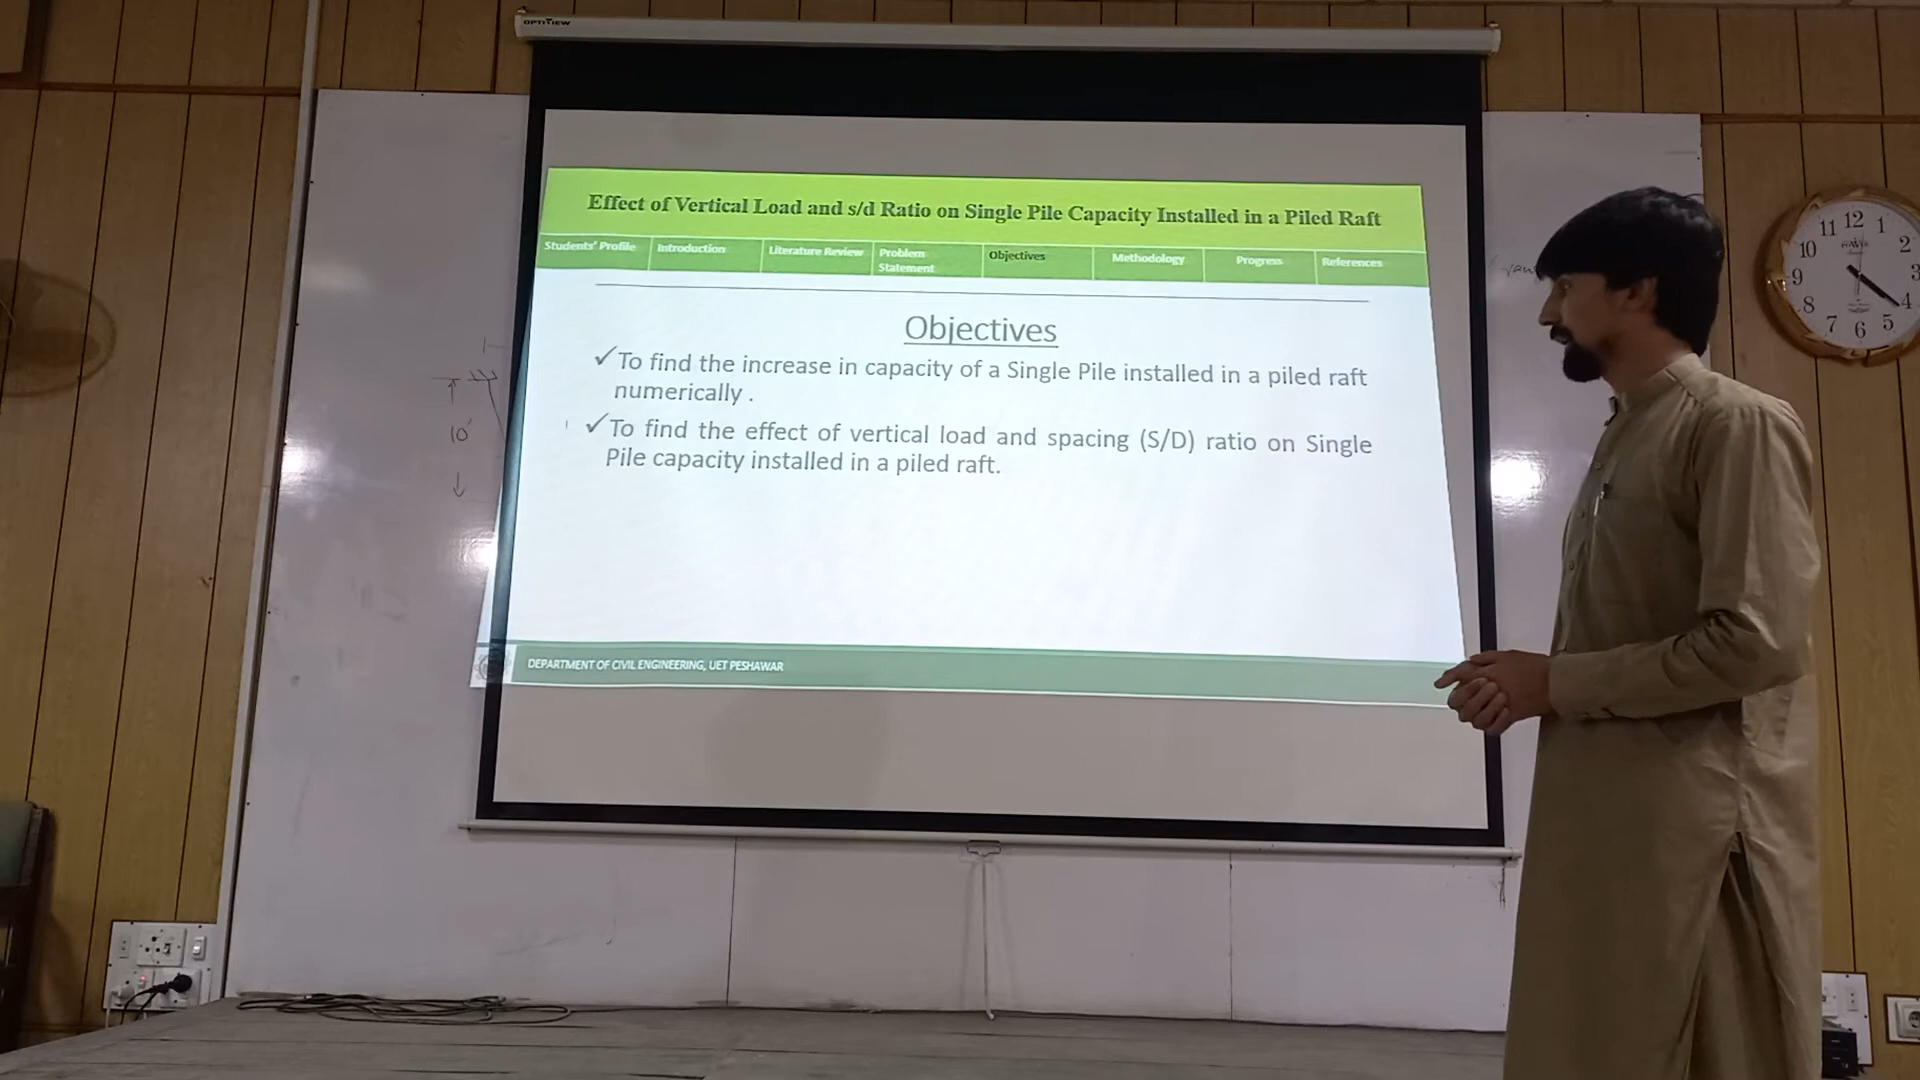 OPTIVIEW
Effect of Vertical Load and s/d Ratio on Single Pile Capacity Installed in a Piled Raft
Students' Profile
Introduction
Literature Review
Problem
Statement
Objectives
Methodology
Progress
References
Objectives
✓To find the increase in capacity of a Single Pile installed in a piled raft
numerically .
✓To find the effect of vertical load and spacing (S/D) ratio on Single
Pile capacity installed in a piled raft.
DEPARTMENT OF CIVIL ENGINEERING, UET PESHAWAR
10'
11 12 1
10 2
9 3
8 4
7 6 5